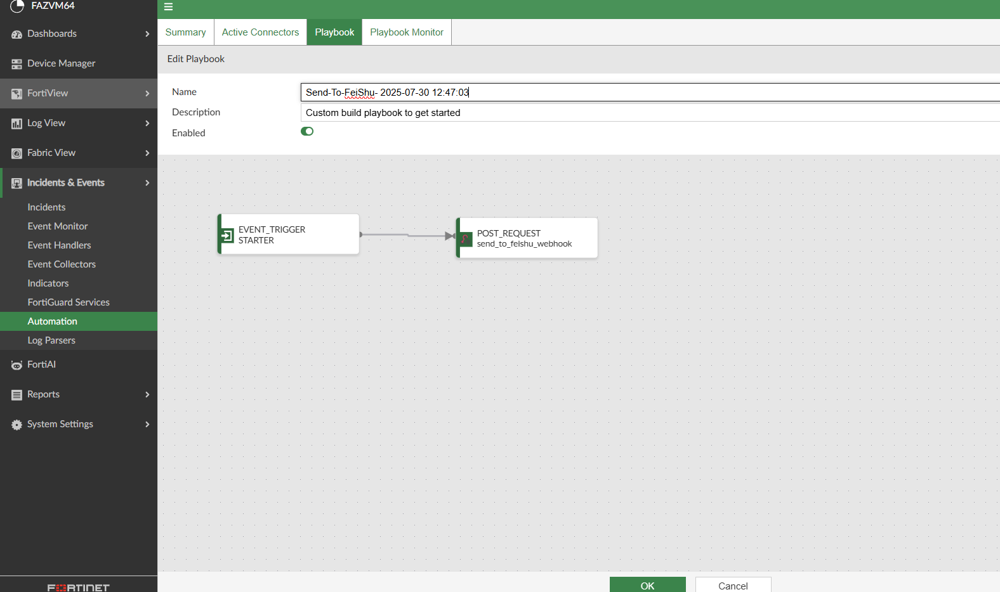 FAZVM64
Dashboards
Device Manager
FortiView
Log View
Fabric View
Incidents & Events
Incidents
Event Monitor
Event Handlers
Event Collectors
Indicators
FortiGuard Services
Automation
Log Parsers
FortiAI
Reports
System Settings
FORTINET
Summary
Active Connectors
Playbook
Playbook Monitor
Edit Playbook
Name
Send-To-FeiShu- 2025-07-30 12:47:03
Description
Custom build playbook to get started
Enabled
EVENT_TRIGGER
STARTER
POST_REQUEST
send_to_feishu_webhook
OK
Cancel